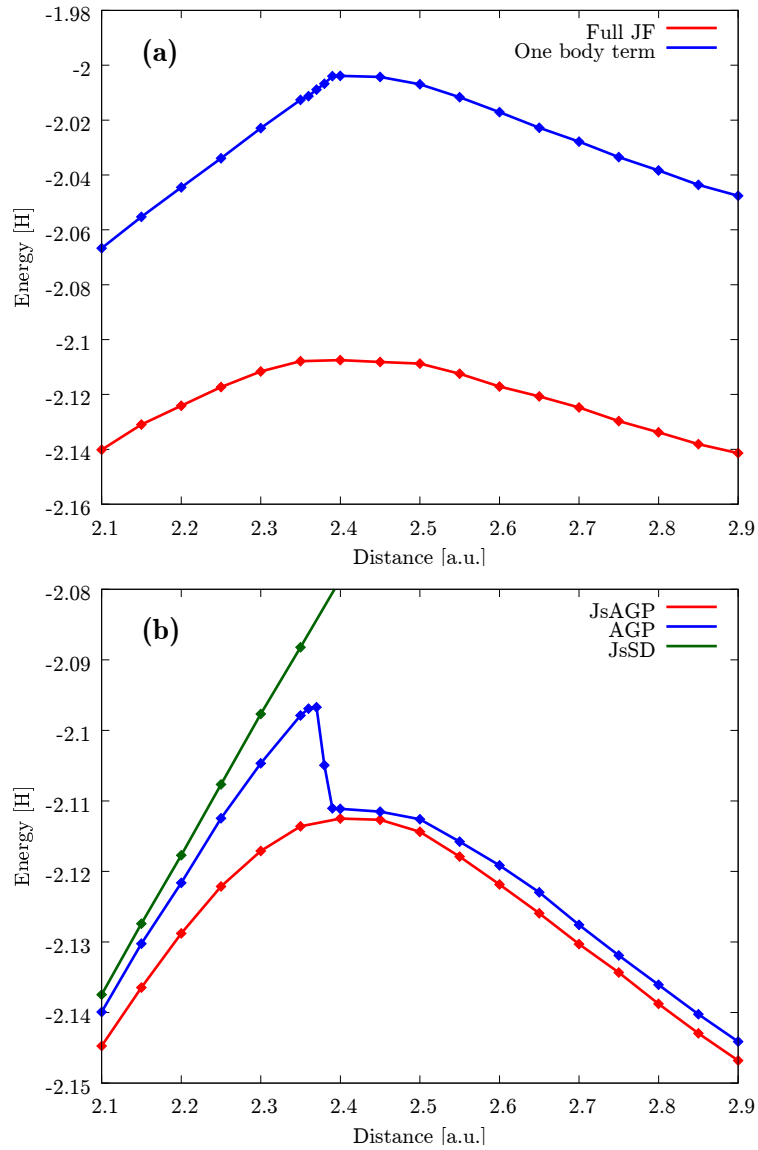 (a)
Full JF
One body term
Energy [H]
-1.98
-2
-2.02
-2.04
-2.06
-2.08
-2.1
-2.12
-2.14
-2.16
2.1 2.2 2.3 2.4 2.5 2.6 2.7 2.8 2.9
Distance [a.u.]
(b)
JsAGP
AGP
JsSD
Energy [H]
-2.08
-2.09
-2.1
-2.11
-2.12
-2.13
-2.14
-2.15
2.1 2.2 2.3 2.4 2.5 2.6 2.7 2.8 2.9
Distance [a.u.]